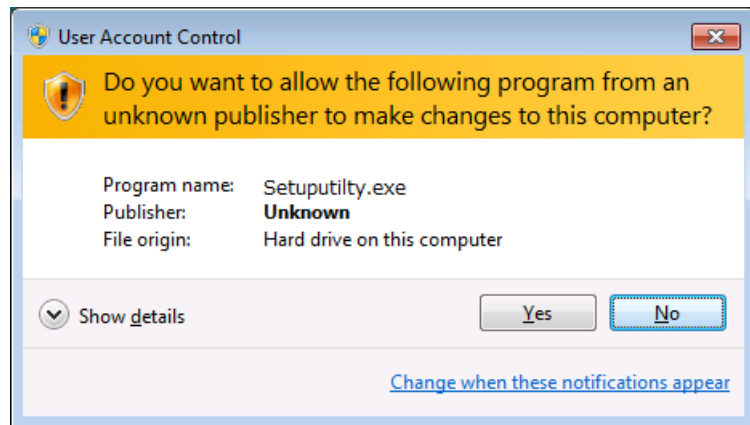 User Account Control
Do you want to allow the following program from an
unknown publisher to make changes to this computer?
Program name: Setuputilty.exe
Publisher: Unknown
File origin: Hard drive on this computer
Show details Yes No
Change when these notifications appear